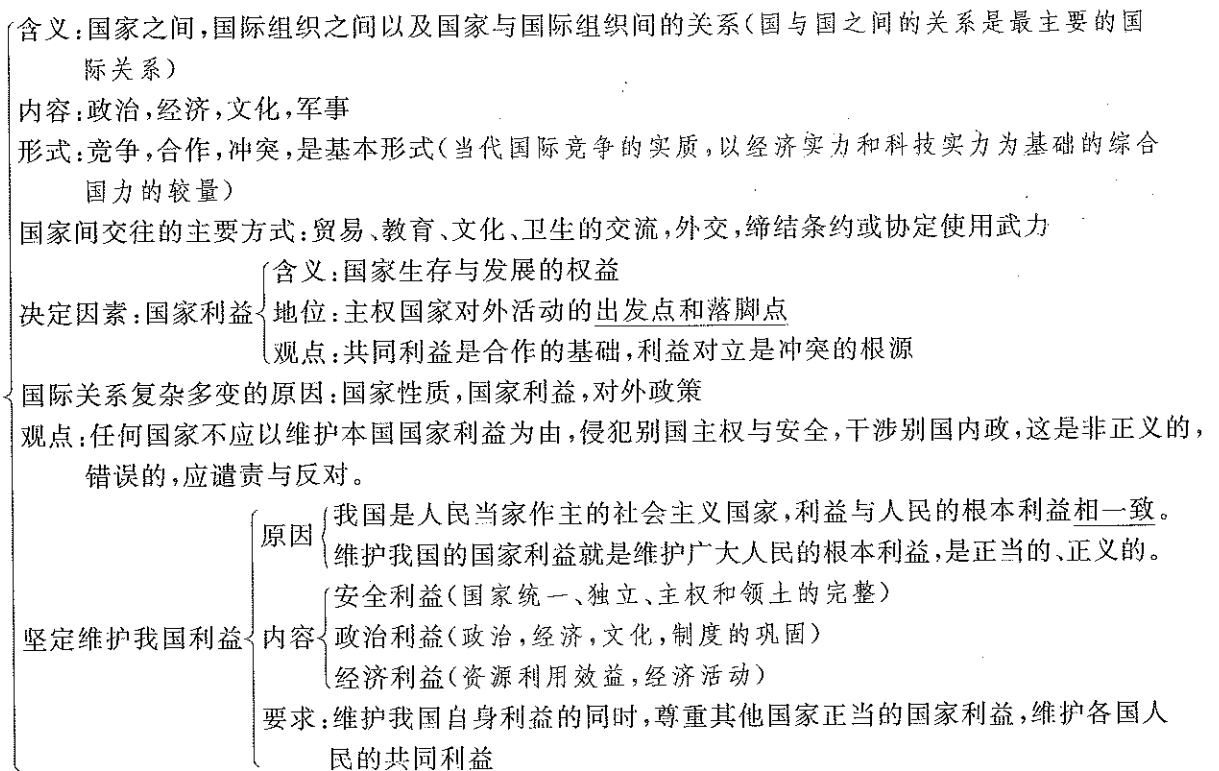 含义:国家之间,国际组织之间以及国家与国际组织间的关系(国与国之间的关系是最主要的国
际关系)
内容:政治,经济,文化,军事
形式:竞争,合作,冲突,是基本形式(当代国际竞争的实质,以经济实力和科技实力为基础的综合
国力的较量)
国家间交往的主要方式:贸易、教育、文化、卫生的交流,外交,缔结条约或协定使用武力
决定因素:国家利益
含义:国家生存与发展的权益
地位:主权国家对外活动的出发点和落脚点
观点:共同利益是合作的基础,利益对立是冲突的根源
国际关系复杂多变的原因:国家性质,国家利益,对外政策
观点:任何国家不应以维护本国国家利益为由,侵犯别国主权与安全,干涉别国内政,这是非正义的,
错误的,应谴责与反对。
坚定维护我国利益
原因
我国是人民当家作主的社会主义国家,利益与人民的根本利益相一致。
维护我国的国家利益就是维护广大人民的根本利益,是正当的、正义的。
内容
安全利益(国家统一、独立、主权和领土的完整)
政治利益(政治,经济,文化,制度的巩固)
经济利益(资源利用效益,经济活动)
要求:维护我国自身利益的同时,尊重其他国家正当的国家利益,维护各国人
民的共同利益